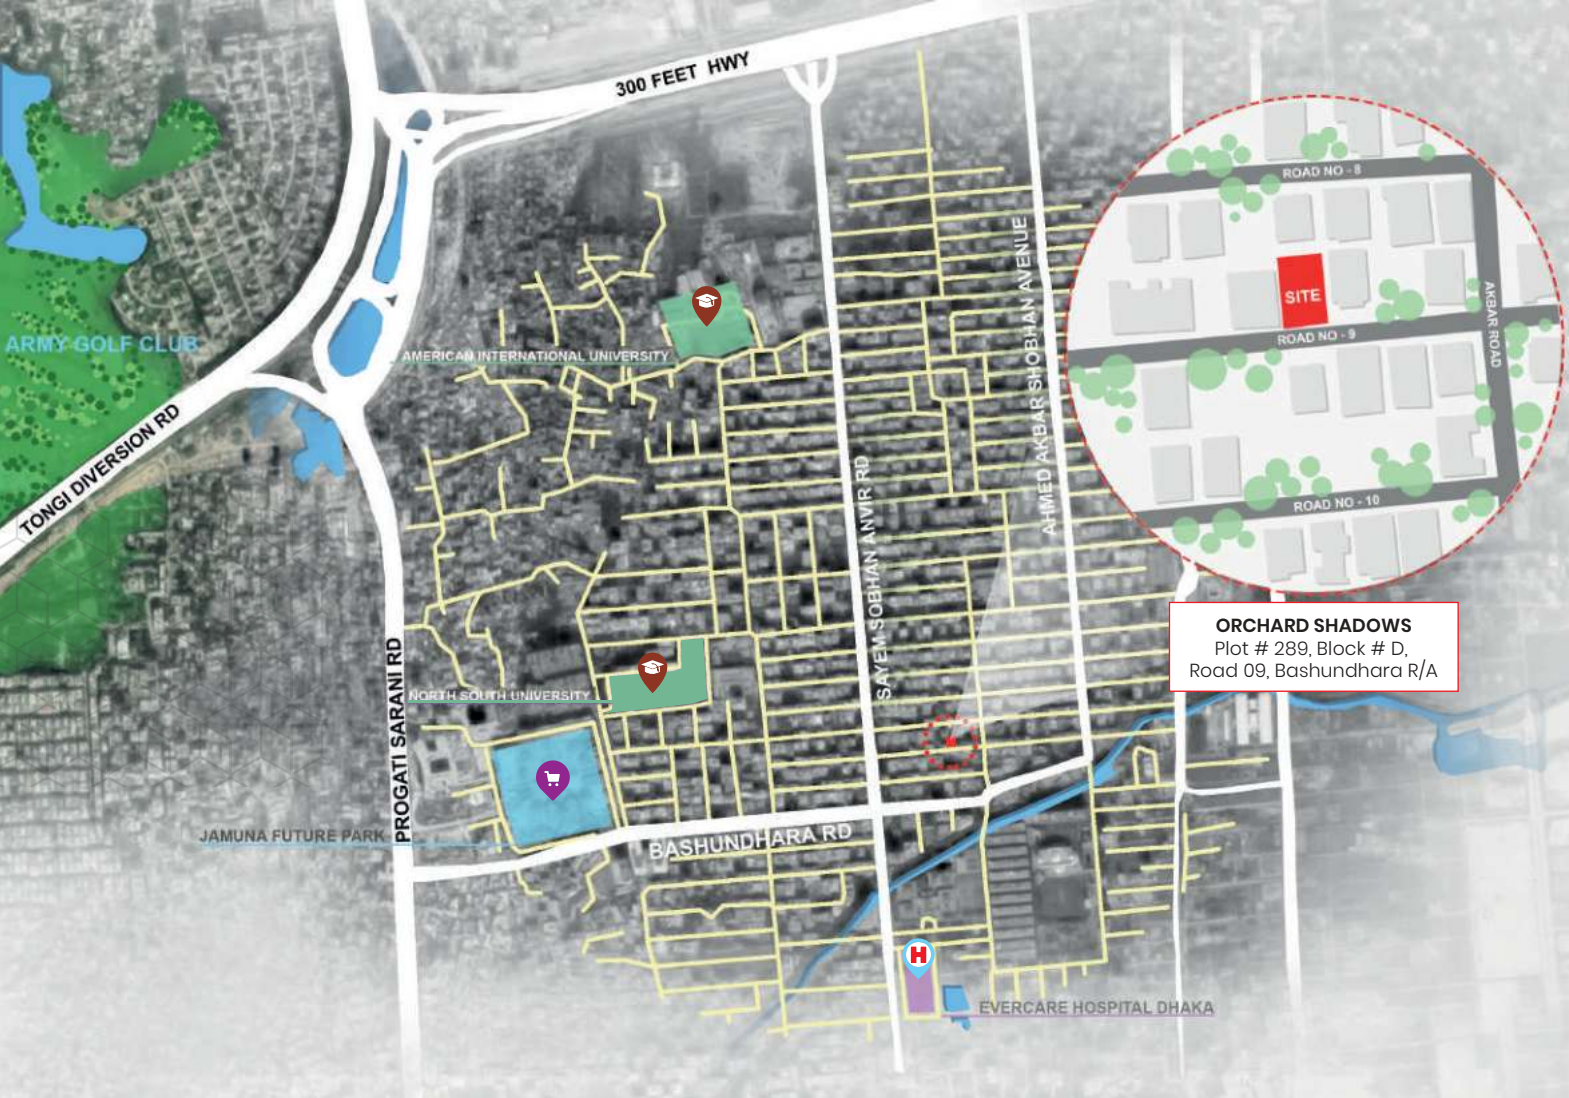 300 FEET HWY
ROAD NO - 8
SITE
ROAD NO - 9
AKBAR ROAD
ROAD NO - 10
ARMY GOLF CLUB
AMERICAN INTERNATIONAL UNIVERSITY
TONGI DIVERSION RD
AHMED AKBAR SHOBHAN AVENUE
SAYEM SOBHAN ANVIR RD
ORCHARD SHADOWS
Plot # 289, Block # D,
Road 09, Bashundhara R/A
NORTH SOUTH UNIVERSITY
PROGATI SARANI RD
JAMUNA FUTURE PARK
BASHUNDHARA RD
H
EVERCARE HOSPITAL DHAKA